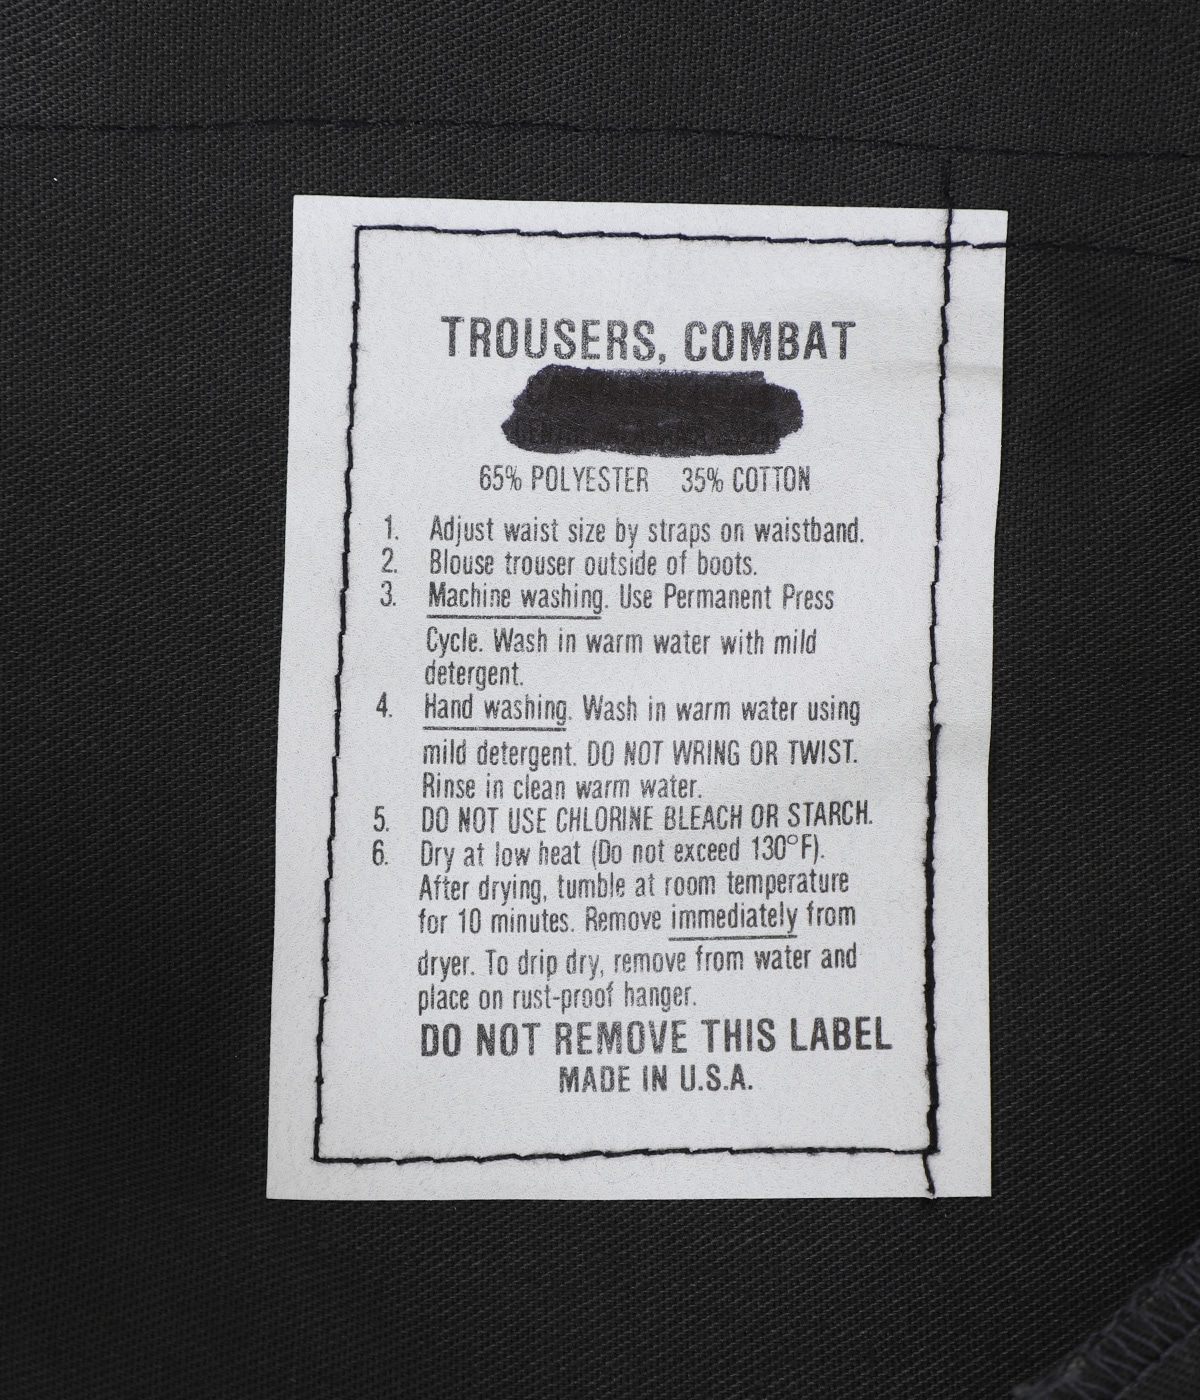 TROUSERS, COMBAT
65% POLYESTER 35% COTTON
1. Adjust waist size by straps on waistband.
2. Blouse trouser outside of boots.
3. Machine washing. Use Permanent Press
Cycle. Wash in warm water with mild
detergent.
4. Hand washing. Wash in warm water using
mild detergent. DO NOT WRING OR TWIST.
Rinse in clean warm water.
5. DO NOT USE CHLORINE BLEACH OR STARCH.
6. Dry at low heat (Do not exceed 130°F).
After drying, tumble at room temperature
for 10 minutes. Remove immediately from
dryer. To drip dry, remove from water and
place on rust-proof hanger.
DO NOT REMOVE THIS LABEL
MADE IN U.S.A.